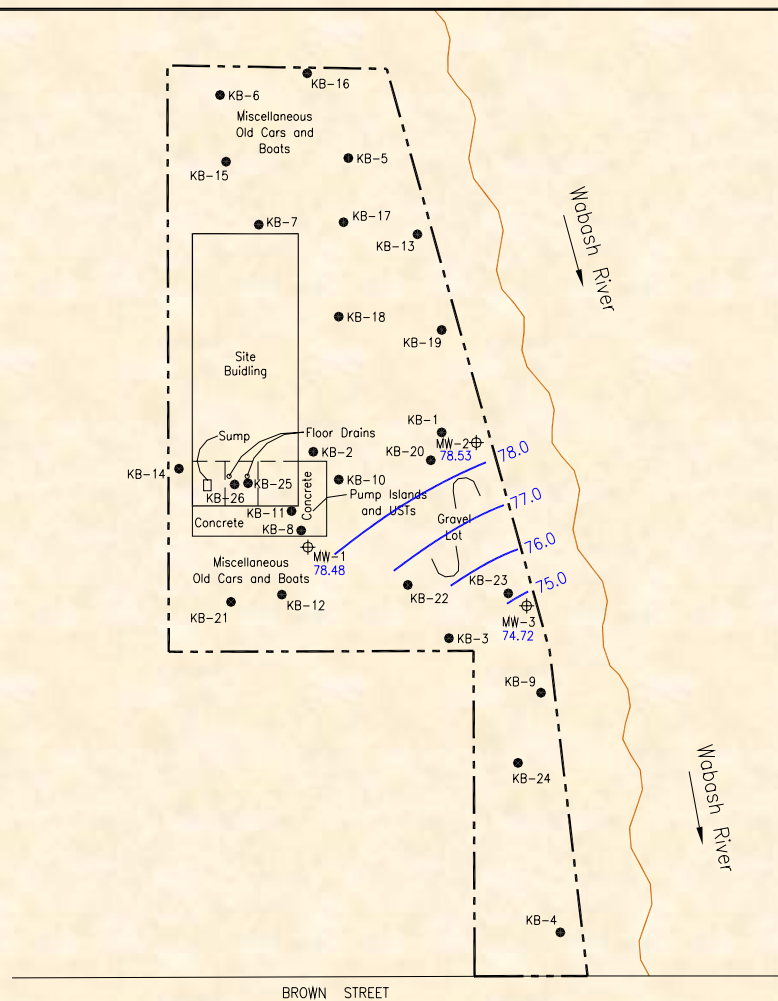 KB-16
KB-6
Miscellaneous
Old Cars and
Boats
KB-5
KB-15
KB-17
KB-7
KB-13
Wabash River
KB-18
KB-19
Site
Buidling
KB-1
Sump
Floor Drains
MW-2
78.53
78.0
KB-2
KB-20
KB-14
KB-10
KB-26
KB-25
Concrete
Pump Islands
and USTs
77.0
KB-11
Concrete
KB-8
Gravel
Lot
76.0
MW-1
78.48
Miscellaneous
Old Cars and Boats
KB-23
75.0
KB-22
KB-12
KB-21
MW-3
74.72
KB-3
KB-9
KB-24
Wabash River
KB-4
BROWN STREET